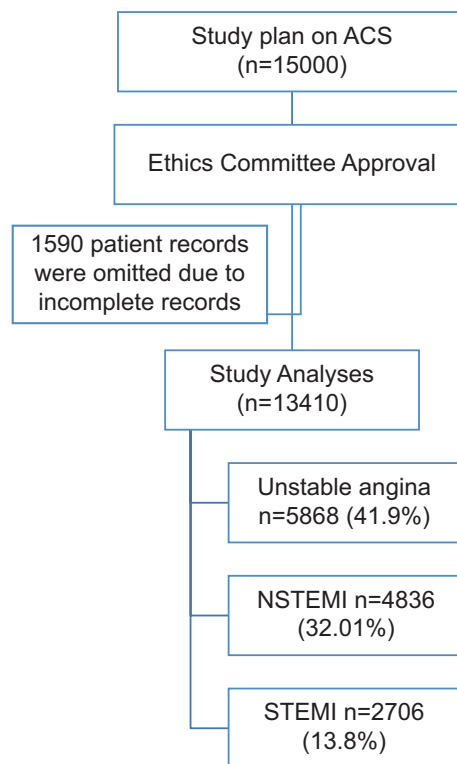 Study plan on ACS
(n=15000)
Ethics Committee Approval
1590 patient records
were omitted due to
incomplete records
Study Analyses
(n=13410)
Unstable angina
n=5868 (41.9%)
NSTEMI n=4836
(32.01%)
STEMI n=2706
(13.8%)